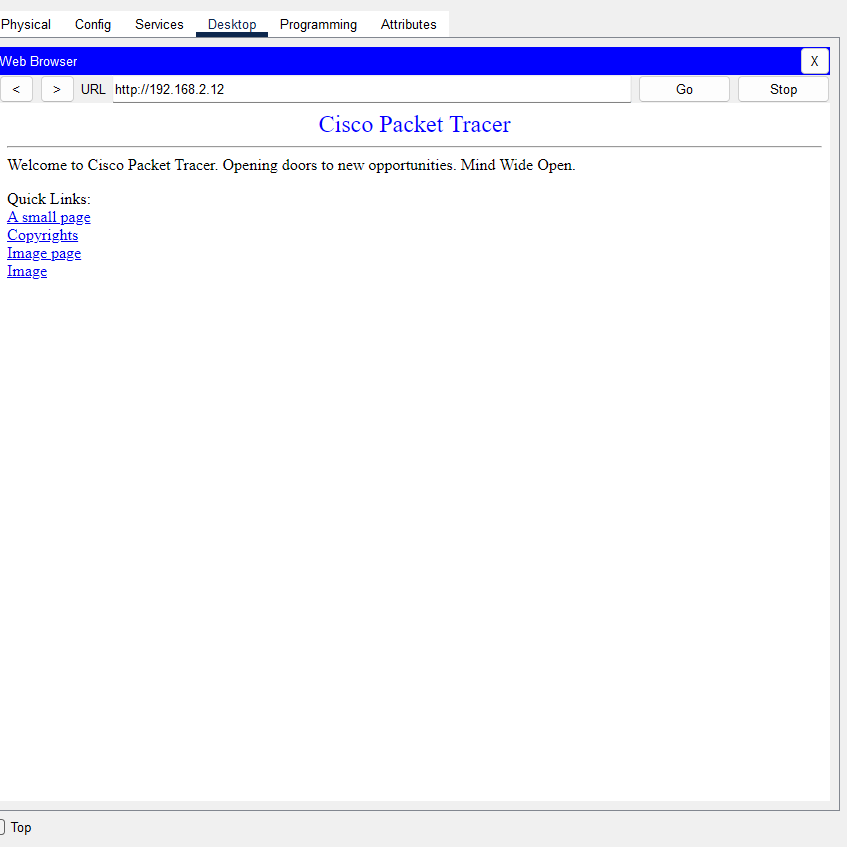 Physical Config Services Desktop Programming Attributes
Web Browser X
< > URL http://192.168.2.12 Go Stop
Cisco Packet Tracer
Welcome to Cisco Packet Tracer. Opening doors to new opportunities. Mind Wide Open.
Quick Links:
A small page
Copyrights
Image page
Image
Top